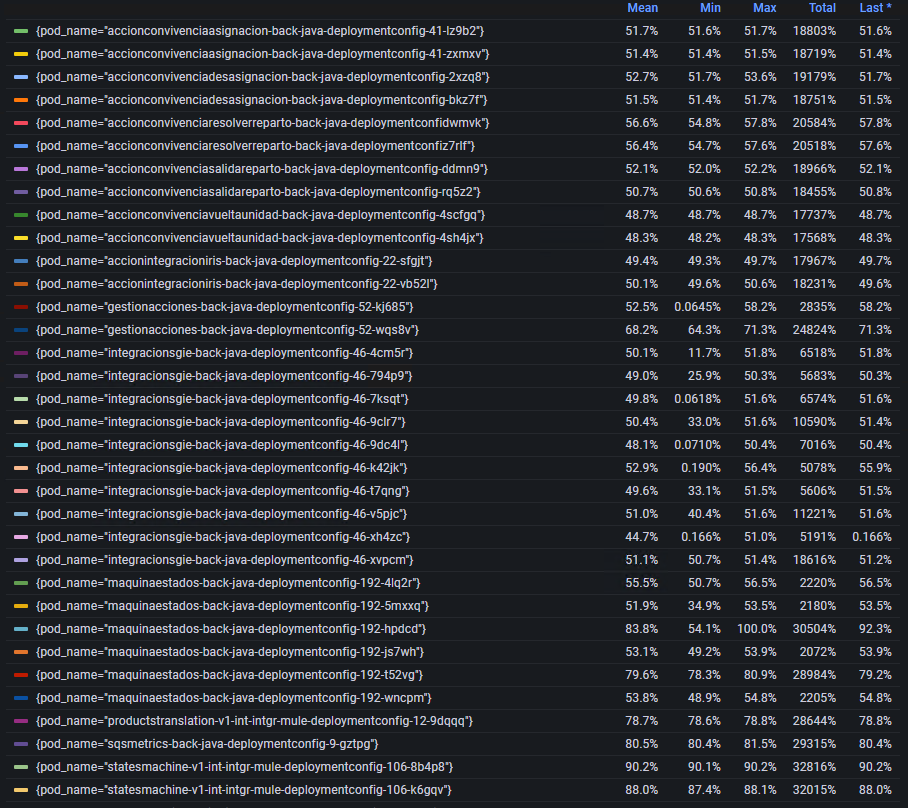 Mean Min Max Total Last *
{pod_name="accionconvivenciaasignacion-back-java-deploymentconfig-41-lz9b2"} 51.7% 51.6% 51.7% 18803% 51.6%
{pod_name="accionconvivenciaasignacion-back-java-deploymentconfig-41-zxmxv"} 51.4% 51.4% 51.5% 18719% 51.4%
{pod_name="accionconvivenciadesasignacion-back-java-deploymentconfig-2xzq8"} 52.7% 51.7% 53.6% 19179% 51.7%
{pod_name="accionconvivenciadesasignacion-back-java-deploymentconfig-bkz7f"} 51.5% 51.4% 51.7% 18751% 51.5%
{pod_name="accionconvivenciaresolverreparto-back-java-deploymentconfidwmvk"} 56.6% 54.8% 57.8% 20584% 57.8%
{pod_name="accionconvivenciaresolverreparto-back-java-deploymentconfiz7rlf"} 56.4% 54.7% 57.6% 20518% 57.6%
{pod_name="accionconvivenciasalidareparto-back-java-deploymentconfig-ddmn9"} 52.1% 52.0% 52.2% 18966% 52.1%
{pod_name="accionconvivenciasalidareparto-back-java-deploymentconfig-rq5z2"} 50.7% 50.6% 50.8% 18455% 50.8%
{pod_name="accionconvivenciavueltaunidad-back-java-deploymentconfig-4scfgq"} 48.7% 48.7% 48.7% 17737% 48.7%
{pod_name="accionconvivenciavueltaunidad-back-java-deploymentconfig-4sh4jx"} 48.3% 48.2% 48.3% 17568% 48.3%
{pod_name="accionintegracioniris-back-java-deploymentconfig-22-sfgjt"} 49.4% 49.3% 49.7% 17967% 49.7%
{pod_name="accionintegracioniris-back-java-deploymentconfig-22-vb52l"} 50.1% 49.6% 50.6% 18231% 49.6%
{pod_name="gestionacciones-back-java-deploymentconfig-52-kj685"} 52.5% 0.0645% 58.2% 2835% 58.2%
{pod_name="gestionacciones-back-java-deploymentconfig-52-wqs8v"} 68.2% 64.3% 71.3% 24824% 71.3%
{pod_name="integracionsgie-back-java-deploymentconfig-46-4cm5r"} 50.1% 11.7% 51.8% 6518% 51.8%
{pod_name="integracionsgie-back-java-deploymentconfig-46-794p9"} 49.0% 25.9% 50.3% 5683% 50.3%
{pod_name="integracionsgie-back-java-deploymentconfig-46-7ksqt"} 49.8% 0.0618% 51.6% 6574% 51.6%
{pod_name="integracionsgie-back-java-deploymentconfig-46-9clr7"} 50.4% 33.0% 51.6% 10590% 51.4%
{pod_name="integracionsgie-back-java-deploymentconfig-46-9dc4l"} 48.1% 0.0710% 50.4% 7016% 50.4%
{pod_name="integracionsgie-back-java-deploymentconfig-46-k42jk"} 52.9% 0.190% 56.4% 5078% 55.9%
{pod_name="integracionsgie-back-java-deploymentconfig-46-t7qng"} 49.6% 33.1% 51.5% 5606% 51.5%
{pod_name="integracionsgie-back-java-deploymentconfig-46-v5pjc"} 51.0% 40.4% 51.6% 11221% 51.6%
{pod_name="integracionsgie-back-java-deploymentconfig-46-xh4zc"} 44.7% 0.166% 51.0% 5191% 0.166%
{pod_name="integracionsgie-back-java-deploymentconfig-46-xvpcm"} 51.1% 50.7% 51.4% 18616% 51.2%
{pod_name="maquinaestados-back-java-deploymentconfig-192-4lq2r"} 55.5% 50.7% 56.5% 2220% 56.5%
{pod_name="maquinaestados-back-java-deploymentconfig-192-5mxxq"} 51.9% 34.9% 53.5% 2180% 53.5%
{pod_name="maquinaestados-back-java-deploymentconfig-192-hpdcd"} 83.8% 54.1% 100.0% 30504% 92.3%
{pod_name="maquinaestados-back-java-deploymentconfig-192-js7wh"} 53.1% 49.2% 53.9% 2072% 53.9%
{pod_name="maquinaestados-back-java-deploymentconfig-192-t52vg"} 79.6% 78.3% 80.9% 28984% 79.2%
{pod_name="maquinaestados-back-java-deploymentconfig-192-wncpm"} 53.8% 48.9% 54.8% 2205% 54.8%
{pod_name="productstranslation-v1-int-intgr-mule-deploymentconfig-12-9dqqq"} 78.7% 78.6% 78.8% 28644% 78.8%
{pod_name="sqsmetrics-back-java-deploymentconfig-9-gztpg"} 80.5% 80.4% 81.5% 29315% 80.4%
{pod_name="statesmachine-v1-int-intgr-mule-deploymentconfig-106-8b4p8"} 90.2% 90.1% 90.2% 32816% 90.2%
{pod_name="statesmachine-v1-int-intgr-mule-deploymentconfig-106-k6gqv"} 88.0% 87.4% 88.1% 32015% 88.0%